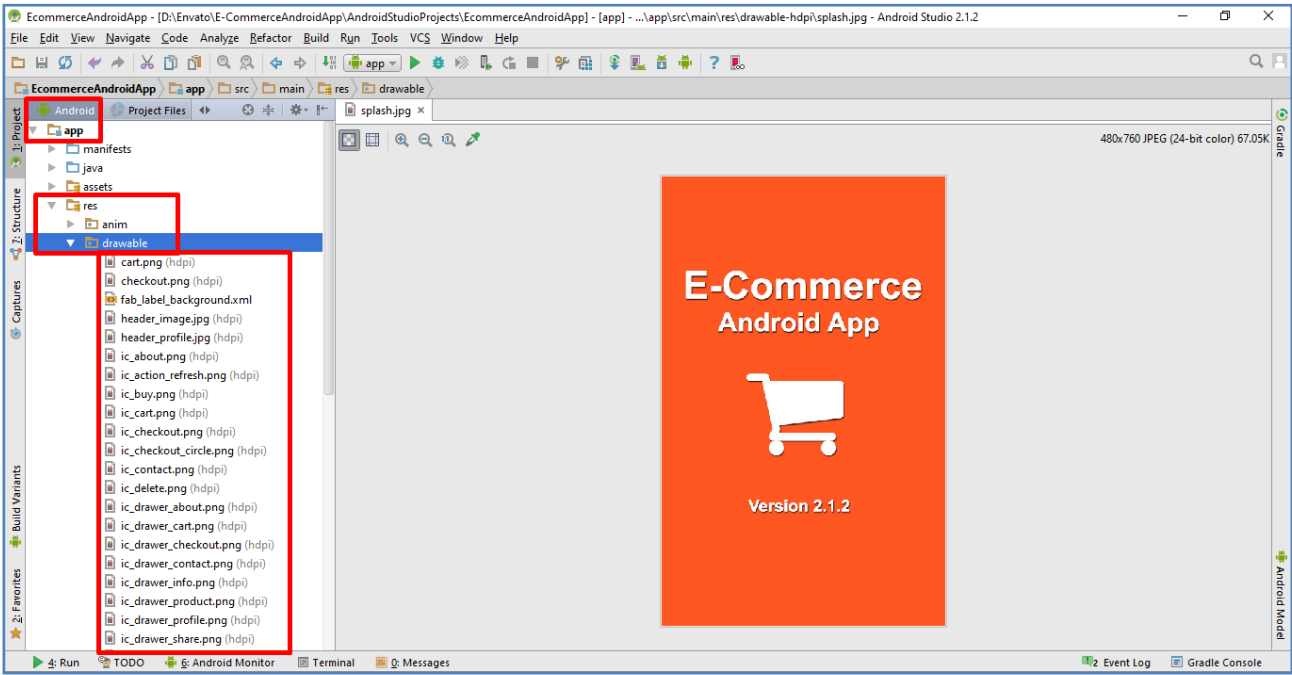 EcommerceAndroidApp - [D:\Envato\E-CommerceAndroidApp\AndroidStudioProjects\EcommerceAndroidApp] - [app] - ...\app\src\main\res\drawable-hdpi\splash.jpg - Android Studio 2.1.2
File Edit View Navigate Code Analyze Refactor Build Run Tools VCS Window Help
app
EcommerceAndroidApp app src main res drawable
Android Project Files
splash.jpg
480x760 JPEG (24-bit color) 67.05K
1: Project
7: Structure
Captures
Build Variants
2: Favorites
app
manifests
java
assets
res
anim
drawable
cart.png (hdpi)
checkout.png (hdpi)
fab_label_background.xml
header_image.jpg (hdpi)
header_profile.jpg (hdpi)
ic_about.png (hdpi)
ic_action_refresh.png (hdpi)
ic_buy.png (hdpi)
ic_cart.png (hdpi)
ic_checkout.png (hdpi)
ic_checkout_circle.png (hdpi)
ic_contact.png (hdpi)
ic_delete.png (hdpi)
ic_drawer_about.png (hdpi)
ic_drawer_cart.png (hdpi)
ic_drawer_checkout.png (hdpi)
ic_drawer_contact.png (hdpi)
ic_drawer_info.png (hdpi)
ic_drawer_product.png (hdpi)
ic_drawer_profile.png (hdpi)
ic_drawer_share.png (hdpi)
E-Commerce
Android App
Version 2.1.2
Gradle
Android Model
4: Run TODO 6: Android Monitor Terminal 0: Messages
2 Event Log Gradle Console